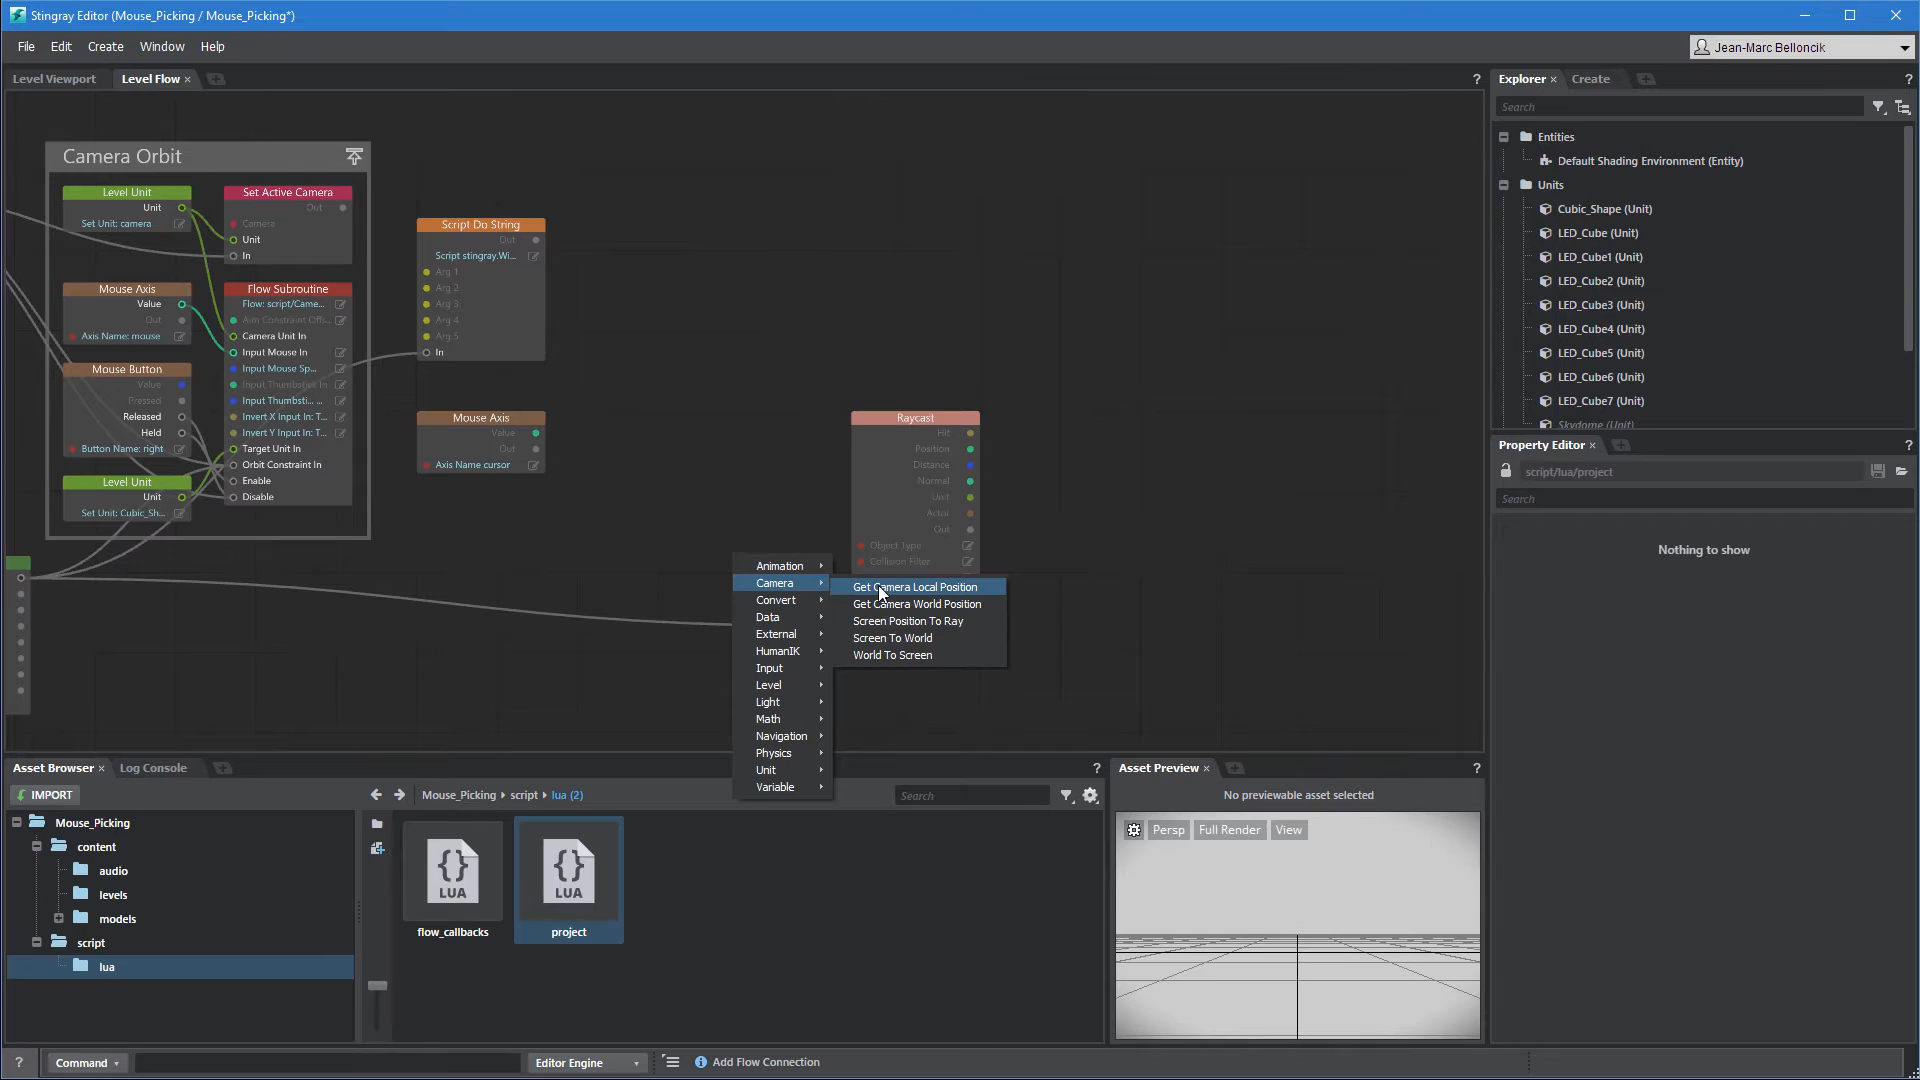 Stingray Editor (Mouse_Picking / Mouse_Picking*)
File Edit Create Window Help
Jean-Marc Belloncik
Level Viewport
Level Flow ×
?
Explorer ×
Create
?
Search
Entities
Default Shading Environment (Entity)
Units
Cubic_Shape (Unit)
LED_Cube (Unit)
LED_Cube1 (Unit)
LED_Cube2 (Unit)
LED_Cube3 (Unit)
LED_Cube4 (Unit)
LED_Cube5 (Unit)
LED_Cube6 (Unit)
LED_Cube7 (Unit)
Skydome (Unit)
Property Editor ×
?
script/lua/project
Search
Nothing to show
Camera Orbit
Level Unit
Unit
Set Unit: camera
Set Active Camera
Out
Camera
Unit
In
Mouse Axis
Value
Out
Axis Name: mouse
Mouse Button
Value
Pressed
Released
Held
Button Name: right
Level Unit
Unit
Set Unit: Cubic_Sh...
Flow Subroutine
Flow: script/Came...
Aim Constraint Offs...
Camera Unit In
Input Mouse In
Input Mouse Sp...
Input Thumbstick In
Input Thumbsti... ...
Invert X Input In: T...
Invert Y Input In: T...
Target Unit In
Orbit Constraint In
Enable
Disable
Script Do String
Out
Script stingray.Wi...
Arg 1
Arg 2
Arg 3
Arg 4
Arg 5
In
Mouse Axis
Value
Out
Axis Name cursor
Raycast
Hit
Position
Distance
Normal
Unit
Actor
Out
Object Type
Collision Filter
Animation
Camera
Convert
Data
External
HumanIK
Input
Level
Light
Math
Navigation
Physics
Unit
Variable
Get Camera Local Position
Get Camera World Position
Screen Position To Ray
Screen To World
World To Screen
Asset Browser ×
Log Console
?
IMPORT
Mouse_Picking
content
audio
levels
models
script
lua
Mouse_Picking script lua (2)
Search
{}
LUA
flow_callbacks
{}
LUA
project
Asset Preview ×
?
No previewable asset selected
Persp
Full Render
View
?
Command
Editor Engine
Add Flow Connection